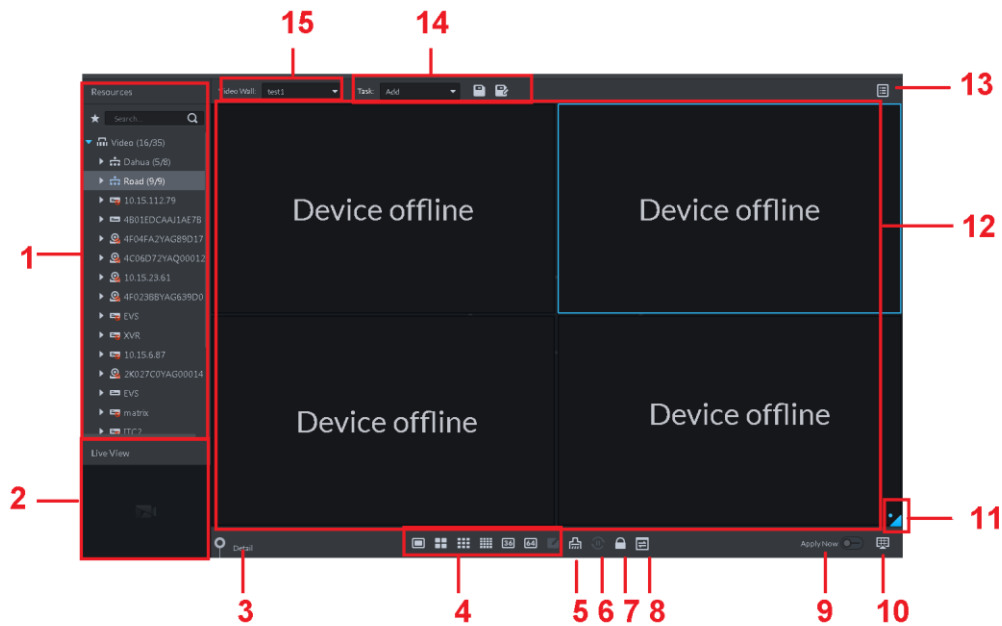 15
14
Resources
Video Wall: test1
Task: Add
13
Search...
Video (16/35)
Dahua (5/8)
Road (9/9)
10.15.112.79
4B01EDCAAJ1AE7B
4F04FA2YAG89D17
4C06D72YAQ00012
10.15.23.61
4F023BBYAG639D0
EVS
XVR
10.15.6.87
2K027C0YAG00014
EVS
matrix
ITC2
1
Device offline
Device offline
12
Device offline
Device offline
Live View
2
11
Detail
36
64
Apply Now
3
4
5
6
7
8
9
10